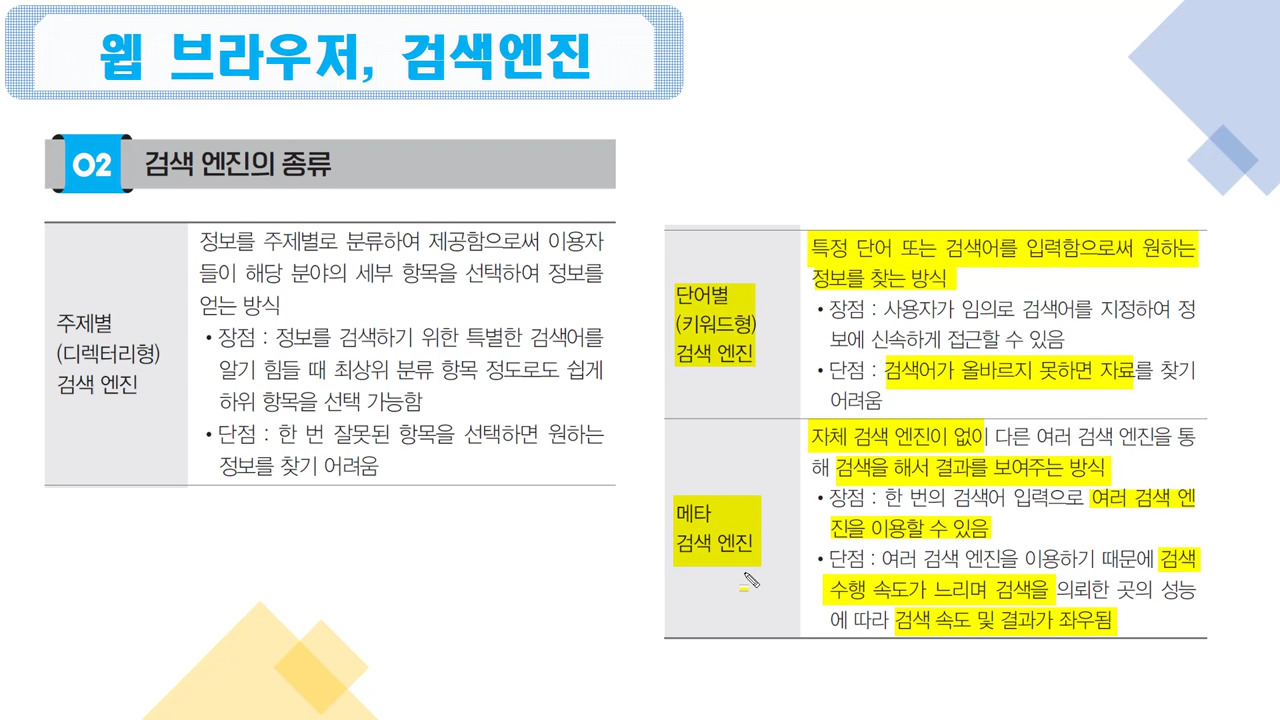 웹 브라우저, 검색엔진
02 검색 엔진의 종류
주제별
(디렉터리형)
검색 엔진
정보를 주제별로 분류하여 제공함으로써 이용자
들이 해당 분야의 세부 항목을 선택하여 정보를
얻는 방식
• 장점 : 정보를 검색하기 위한 특별한 검색어를
알기 힘들 때 최상위 분류 항목 정도로도 쉽게
하위 항목을 선택 가능함
• 단점 : 한 번 잘못된 항목을 선택하면 원하는
정보를 찾기 어려움
단어별
(키워드형)
검색 엔진
특정 단어 또는 검색어를 입력함으로써 원하는
정보를 찾는 방식
• 장점 : 사용자가 임의로 검색어를 지정하여 정
보에 신속하게 접근할 수 있음
• 단점 : 검색어가 올바르지 못하면 자료를 찾기
어려움
메타
검색 엔진
자체 검색 엔진이 없이 다른 여러 검색 엔진을 통
해 검색을 해서 결과를 보여주는 방식
• 장점 : 한 번의 검색어 입력으로 여러 검색 엔
진을 이용할 수 있음
• 단점 : 여러 검색 엔진을 이용하기 때문에 검색
수행 속도가 느리며 검색을 의뢰한 곳의 성능
에 따라 검색 속도 및 결과가 좌우됨